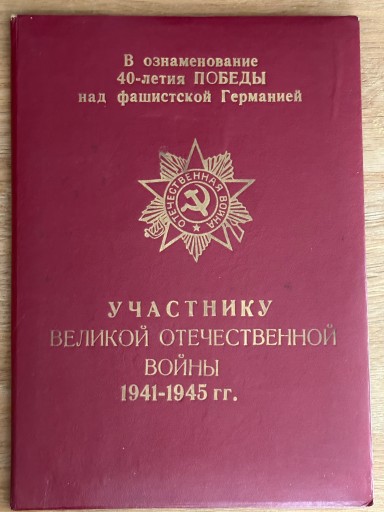 В ознаменование
40-летия ПОБЕДЫ
над фашистской Германией
ОТЕЧЕСТВЕННАЯ ВОЙНА
УЧАСТНИКУ
ВЕЛИКОЙ ОТЕЧЕСТВЕННОЙ
ВОЙНЫ
1941-1945 гг.